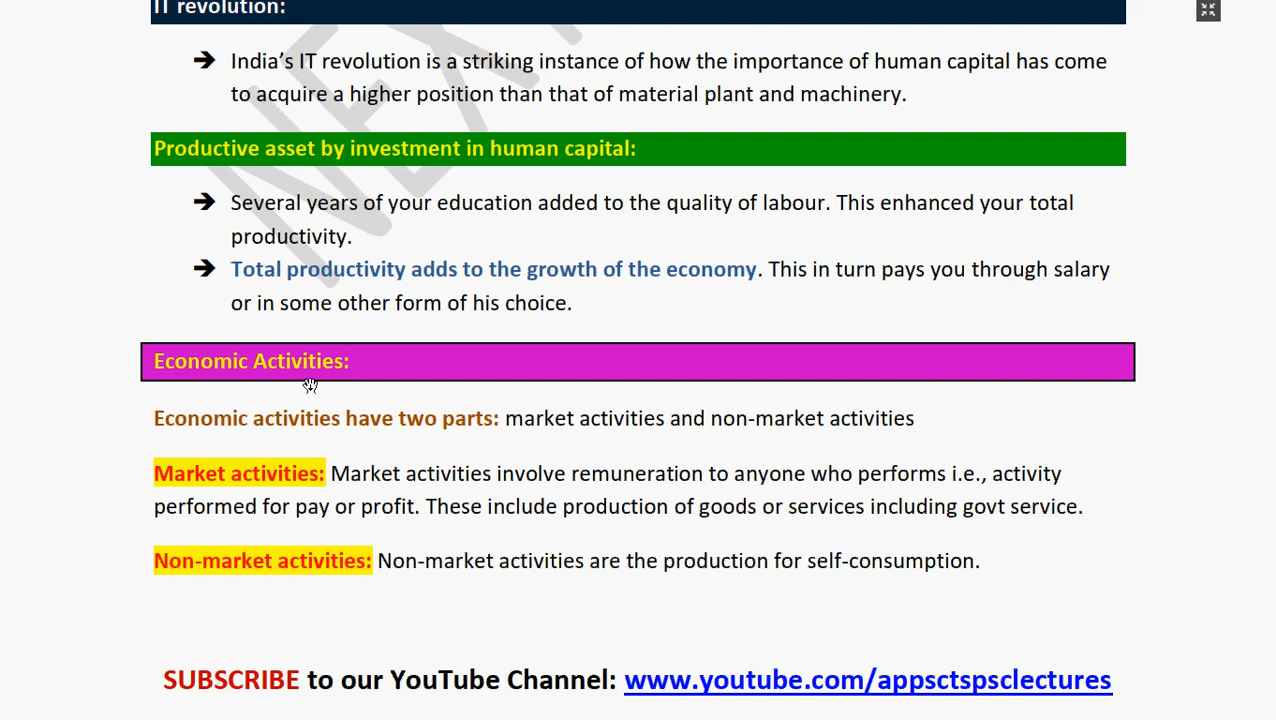 IT revolution:
➔ India’s IT revolution is a striking instance of how the importance of human capital has come
to acquire a higher position than that of material plant and machinery.
Productive asset by investment in human capital:
➔ Several years of your education added to the quality of labour. This enhanced your total
productivity.
➔ Total productivity adds to the growth of the economy. This in turn pays you through salary
or in some other form of his choice.
Economic Activities:
Economic activities have two parts: market activities and non-market activities
Market activities: Market activities involve remuneration to anyone who performs i.e., activity
performed for pay or profit. These include production of goods or services including govt service.
Non-market activities: Non-market activities are the production for self-consumption.
SUBSCRIBE to our YouTube Channel: www.youtube.com/appsctspsclectures